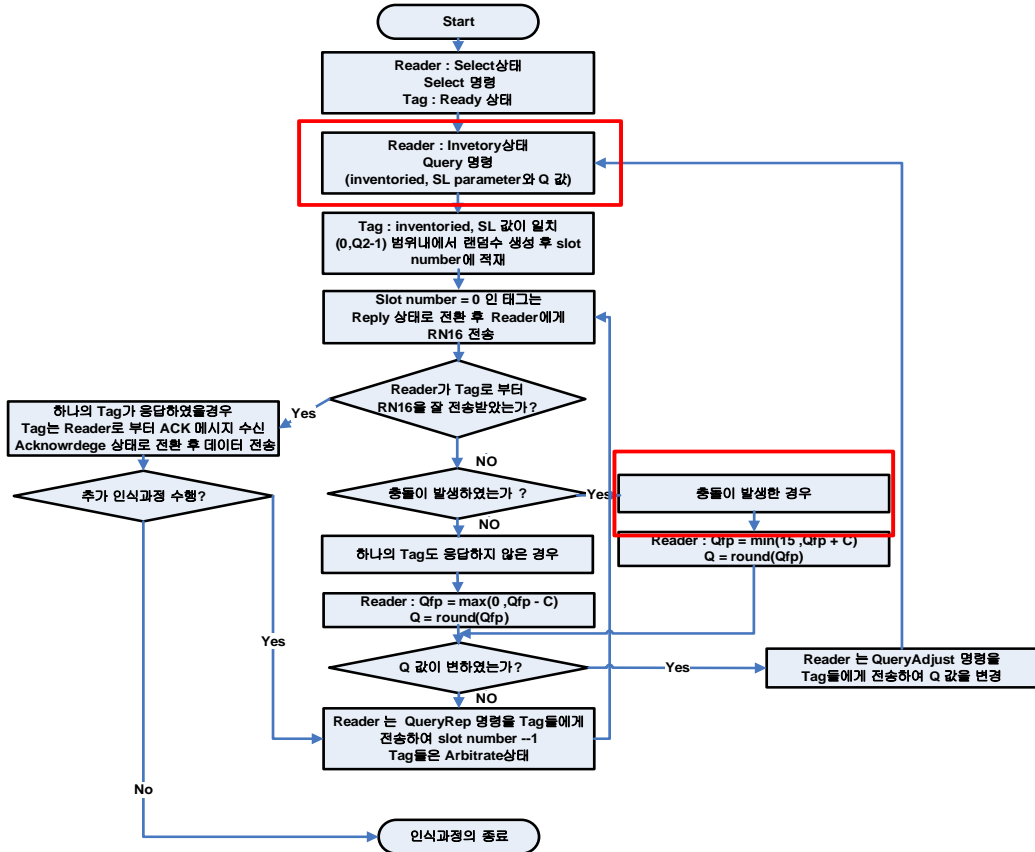 Start
Reader : Select상태
Select 명령
Tag : Ready 상태
Reader : Invetory상태
Query 명령
(inventoried, SL parameter와 Q 값)
Tag : inventoried, SL 값이 일치
(0,Q2-1) 범위내에서 랜덤수 생성 후 slot
number에 적재
Slot number = 0 인 태그는
Reply 상태로 전환 후 Reader에게
RN16 전송
Reader가 Tag로 부터
RN16을 잘 전송받았는가?
Yes
하나의 Tag가 응답하였을경우
Tag는 Reader로 부터 ACK 메시지 수신
Acknowrdege 상태로 전환 후 데이터 전송
NO
추가 인식과정 수행?
충돌이 발생하였는가 ?
Yes
충돌이 발생한 경우
NO
하나의 Tag도 응답하지 않은 경우
Reader : Qfp = min(15 ,Qfp + C)
Q = round(Qfp)
Reader : Qfp = max(0 ,Qfp - C)
Q = round(Qfp)
Yes
Q 값이 변하였는가?
Yes
Reader 는 QueryAdjust 명령을
Tag들에게 전송하여 Q 값을 변경
NO
Reader 는 QueryRep 명령을 Tag들에게
전송하여 slot number --1
Tag들은 Arbitrate상태
No
인식과정의 종료